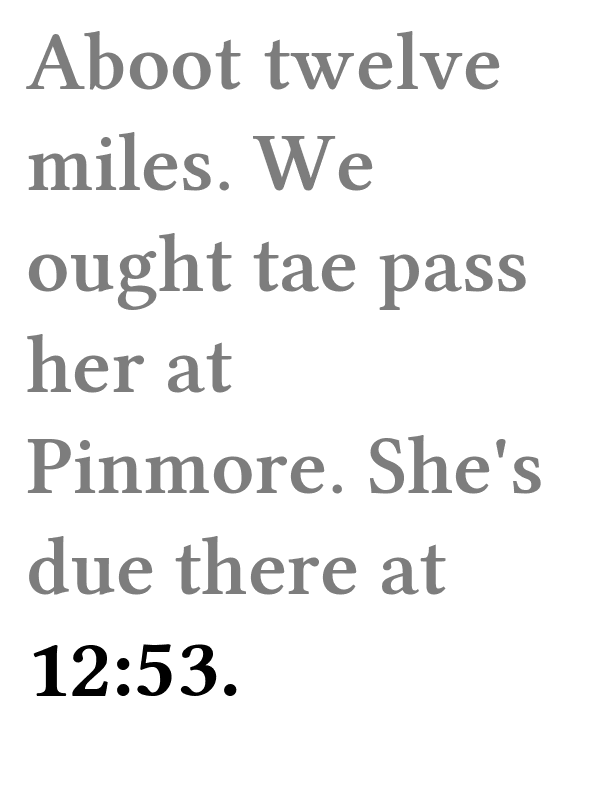 Aboot twelve
miles. We
ought tae pass
her at
Pinmore. She's
due there at
12:53.